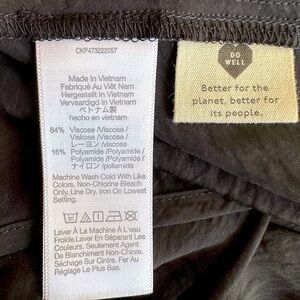 CKP473222057
Made In Vietnam
Fabriqué Au Viêt Nam
Hergestellt In Vietnam
Vervaardigd In Vietnam
ベトナム製
hecho en vietnam
84% Viscose /Viscose /
Viskose /Viscose /
レーヨン /viscosa
16% Polyamide /Polyamide /
Polyamid /Polyamide /
ナイロン /poliamida
Machine Wash Cold With Like
Colors. Non-Chlorine Bleach
Only. Line Dry. Iron On Lowest
Setting.
Laver À La Machine À L'eau
Froide.Laver En Séparant Les
Couleurs. Seulement Agent
De Blanchiment Non-Chloré.
Séchage Sur Cintre. Fer Au
Réglage Le Plus Bas.
DO
WELL
Better for the
planet, better for
its people.